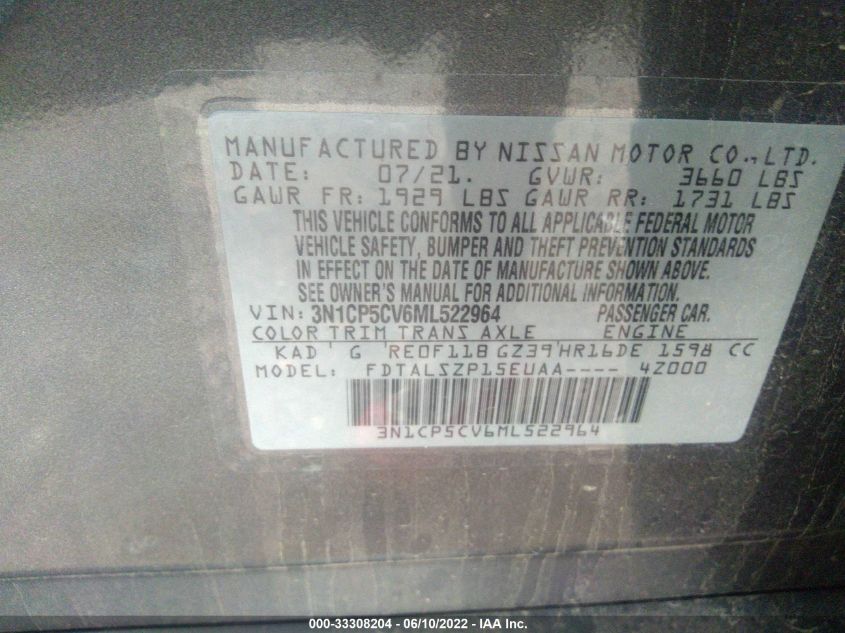 MANUFACTURED BY NISSAN MOTOR CO., LTD.
DATE: 07/21. GVWR: 3660 LBS
GAWR FR: 1929 LBS GAWR RR: 1731 LBS
THIS VEHICLE CONFORMS TO ALL APPLICABLE FEDERAL MOTOR
VEHICLE SAFETY, BUMPER AND THEFT PREVENTION STANDARDS
IN EFFECT ON THE DATE OF MANUFACTURE SHOWN ABOVE.
SEE OWNER'S MANUAL FOR ADDITIONAL INFORMATION.
VIN: 3N1CP5CV6ML522964 PASSENGER CAR.
COLOR TRIM TRANS AXLE ENGINE
KAD G RE0F11B GZ39 HR16DE 1598 CC
MODEL: FDTALSZP15EUAA---- 4Z000
3N1CP5CV6ML522964
000-33308204 - 06/10/2022 - IAA Inc.